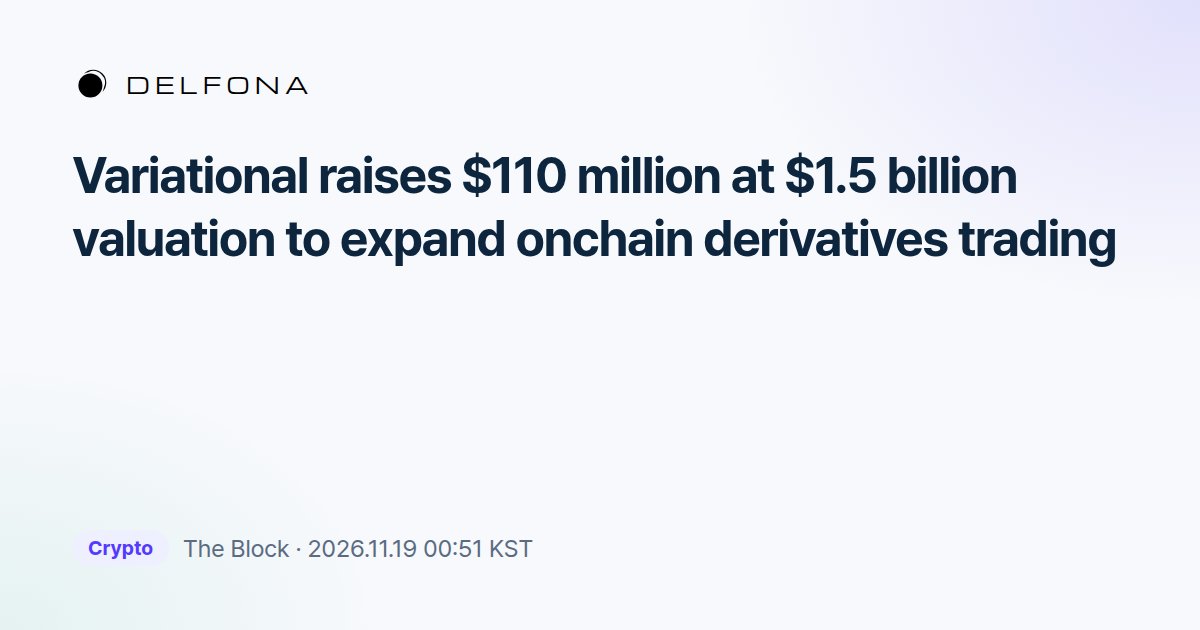 DELFONA
Variational raises $110 million at $1.5 billion
valuation to expand onchain derivatives trading
Crypto The Block · 2026.11.19 00:51 KST